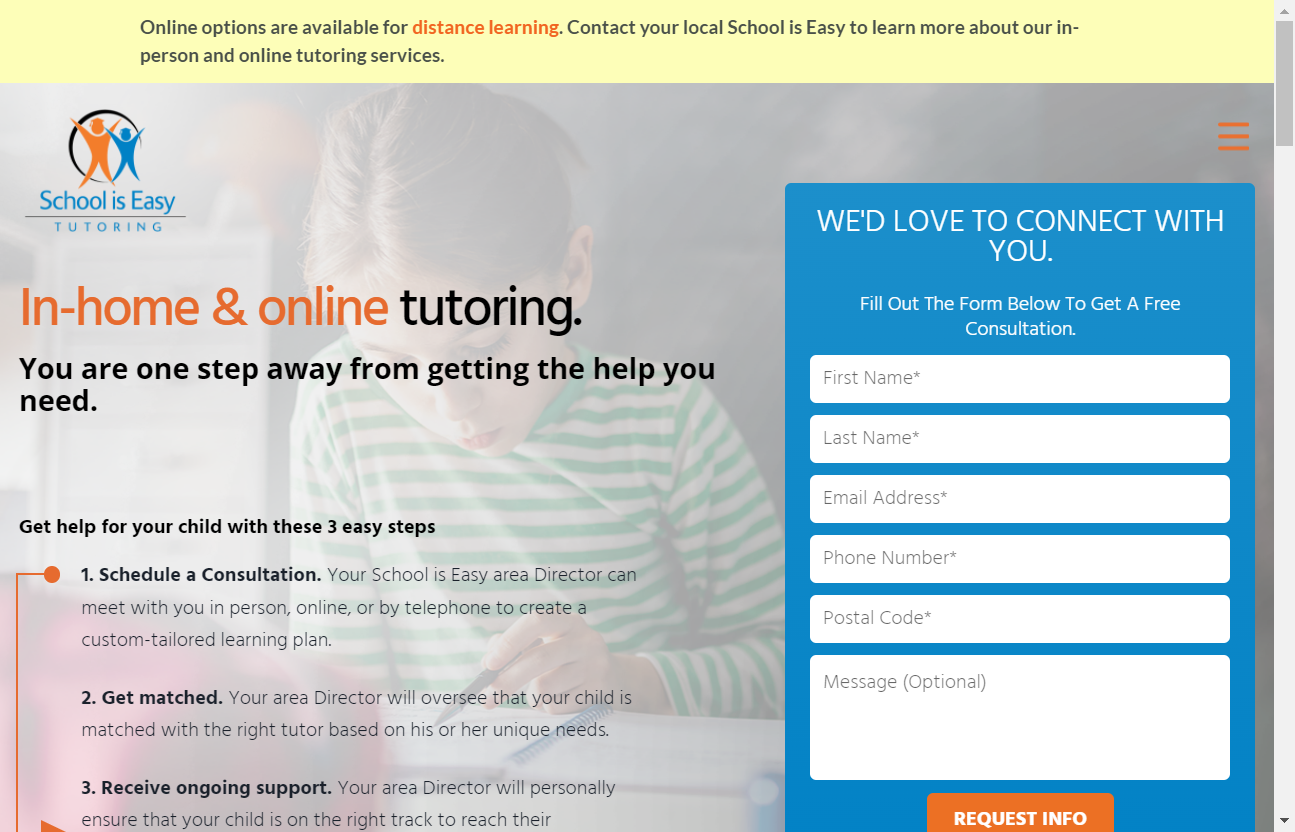 Online options are available for distance learning. Contact your local School is Easy to learn more about our in-
person and online tutoring services.
School is Easy
TUTORING
In-home & online tutoring.
You are one step away from getting the help you
need.
Get help for your child with these 3 easy steps
1. Schedule a Consultation. Your School is Easy area Director can
meet with you in person, online, or by telephone to create a
custom-tailored learning plan.
2. Get matched. Your area Director will oversee that your child is
matched with the right tutor based on his or her unique needs.
3. Receive ongoing support. Your area Director will personally
ensure that your child is on the right track to reach their
WE'D LOVE TO CONNECT WITH
YOU.
Fill Out The Form Below To Get A Free
Consultation.
First Name*
Last Name*
Email Address*
Phone Number*
Postal Code*
Message (Optional)
REQUEST INFO